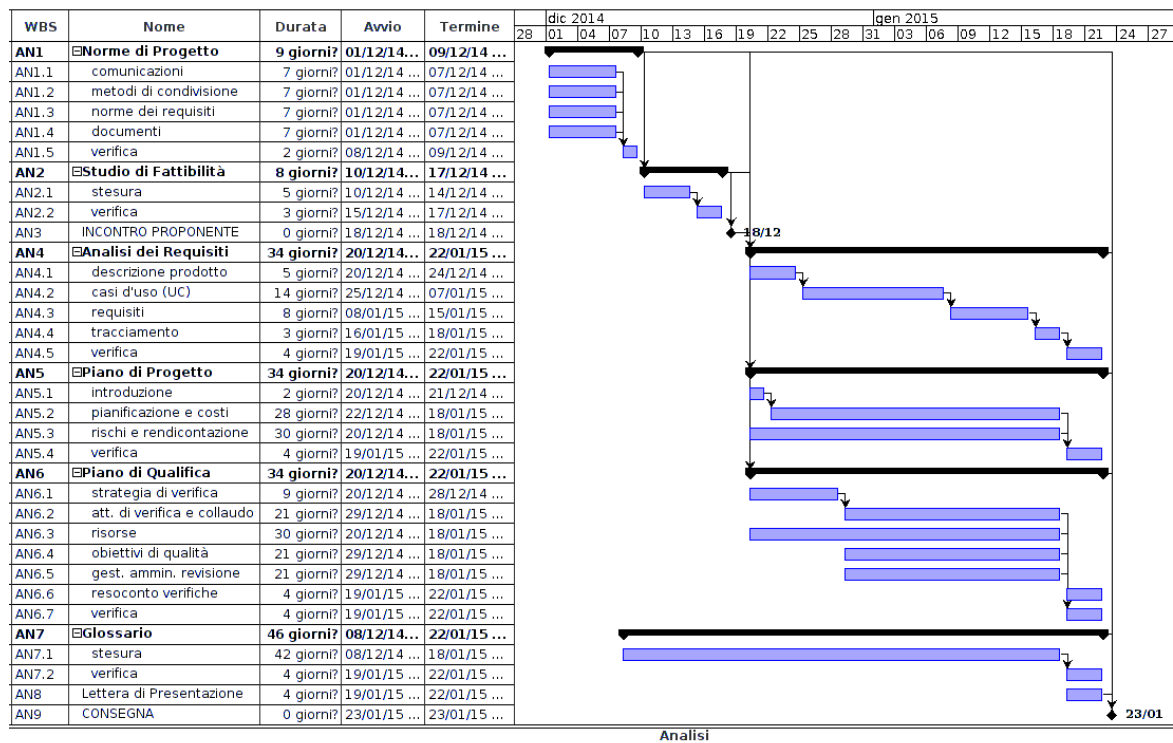 dic 2014 gen 2015
WBS Nome Durata Avvio Termine 28 01 04 07 10 13 16 19 22 25 28 31 03 06 09 12 15 18 21 24 27
AN1 ⊟Norme di Progetto 9 giorni? 01/12/14... 09/12/14 ...
AN1.1 comunicazioni 7 giorni? 01/12/14 ... 07/12/14 ...
AN1.2 metodi di condivisione 7 giorni? 01/12/14 ... 07/12/14 ...
AN1.3 norme dei requisiti 7 giorni? 01/12/14 ... 07/12/14 ...
AN1.4 documenti 7 giorni? 01/12/14 ... 07/12/14 ...
AN1.5 verifica 2 giorni? 08/12/14 ... 09/12/14 ...
AN2 ⊟Studio di Fattibilità 8 giorni? 10/12/14... 17/12/14 ...
AN2.1 stesura 5 giorni? 10/12/14 ... 14/12/14 ...
AN2.2 verifica 3 giorni? 15/12/14 ... 17/12/14 ...
AN3 INCONTRO PROPONENTE 0 giorni? 18/12/14 ... 18/12/14 ... 18/12
AN4 ⊟Analisi dei Requisiti 34 giorni? 20/12/14... 22/01/15 ...
AN4.1 descrizione prodotto 5 giorni? 20/12/14 ... 24/12/14 ...
AN4.2 casi d'uso (UC) 14 giorni? 25/12/14 ... 07/01/15 ...
AN4.3 requisiti 8 giorni? 08/01/15 ... 15/01/15 ...
AN4.4 tracciamento 3 giorni? 16/01/15 ... 18/01/15 ...
AN4.5 verifica 4 giorni? 19/01/15 ... 22/01/15 ...
AN5 ⊟Piano di Progetto 34 giorni? 20/12/14... 22/01/15 ...
AN5.1 introduzione 2 giorni? 20/12/14 ... 21/12/14 ...
AN5.2 pianificazione e costi 28 giorni? 22/12/14 ... 18/01/15 ...
AN5.3 rischi e rendicontazione 30 giorni? 20/12/14 ... 18/01/15 ...
AN5.4 verifica 4 giorni? 19/01/15 ... 22/01/15 ...
AN6 ⊟Piano di Qualifica 34 giorni? 20/12/14... 22/01/15 ...
AN6.1 strategia di verifica 9 giorni? 20/12/14 ... 28/12/14 ...
AN6.2 att. di verifica e collaudo 21 giorni? 29/12/14 ... 18/01/15 ...
AN6.3 risorse 30 giorni? 20/12/14 ... 18/01/15 ...
AN6.4 obiettivi di qualità 21 giorni? 29/12/14 ... 18/01/15 ...
AN6.5 gest. ammin. revisione 21 giorni? 29/12/14 ... 18/01/15 ...
AN6.6 resoconto verifiche 4 giorni? 19/01/15 ... 22/01/15 ...
AN6.7 verifica 4 giorni? 19/01/15 ... 22/01/15 ...
AN7 ⊟Glossario 46 giorni? 08/12/14... 22/01/15 ...
AN7.1 stesura 42 giorni? 08/12/14 ... 18/01/15 ...
AN7.2 verifica 4 giorni? 19/01/15 ... 22/01/15 ...
AN8 Lettera di Presentazione 4 giorni? 19/01/15 ... 22/01/15 ...
AN9 CONSEGNA 0 giorni? 23/01/15 ... 23/01/15 ... 23/01
Analisi